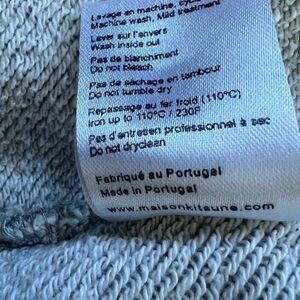 Lavage en machine, cycle
Machine wash, Mild treatment
Laver sur l'envers
Wash inside out
Pas de blanchiment
Do not bleach
Pas de séchage en tambour
Do not tumble dry
Repassage au fer froid (110°C)
Iron up to 110°C / 230F
Pas d'entretien professionnel à sec
Do not dryclean
Fabriqué au Portugal
Made in Portugal
www.maisonkitsune.com